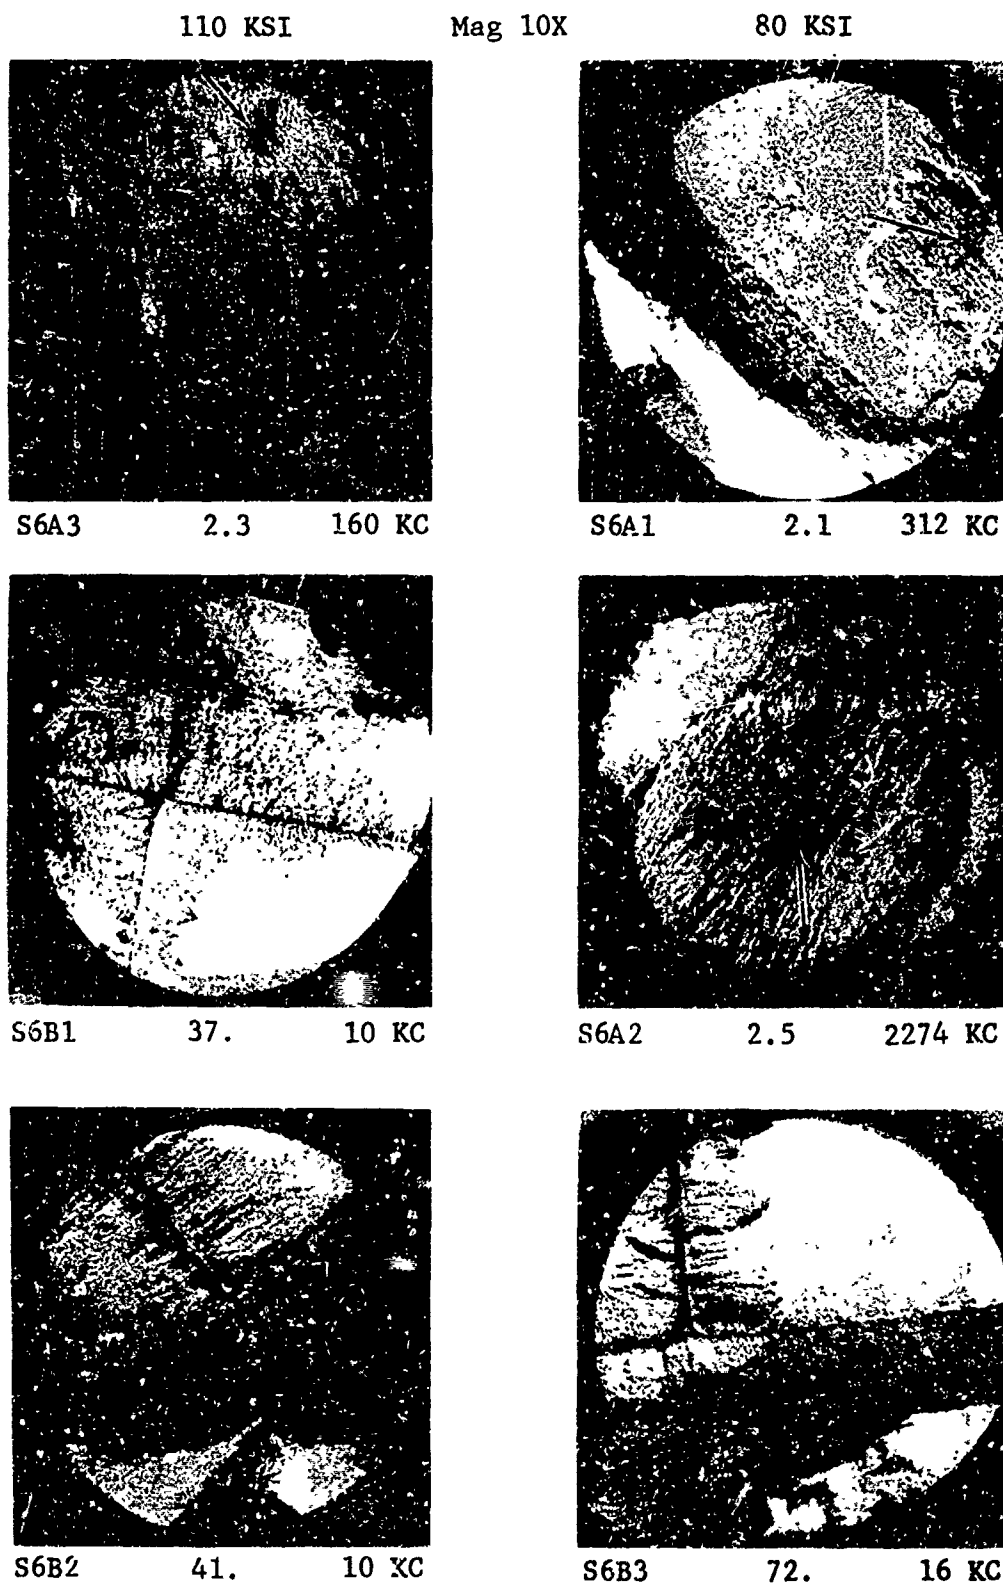 110 KSI Mag 10X 80 KSI
S6A3 2.3 160 KC S6A1 2.1 312 KC
S6B1 37. 10 KC S6A2 2.5 2274 KC
S6B2 41. 10 KC S6B3 72. 16 KC